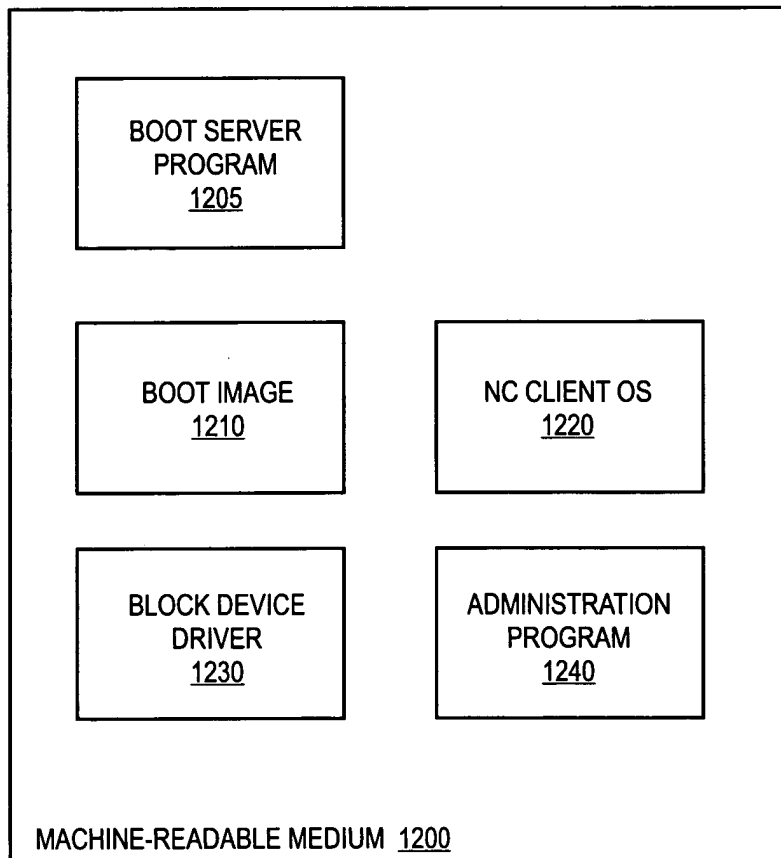 BOOT SERVER
PROGRAM
1205
BOOT IMAGE
1210
NC CLIENT OS
1220
BLOCK DEVICE
DRIVER
1230
ADMINISTRATION
PROGRAM
1240
MACHINE-READABLE MEDIUM 1200